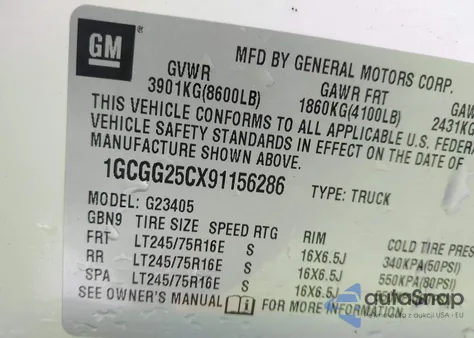 GM
MFD BY GENERAL MOTORS CORP.
GVWR GAWR FRT
3901KG(8600LB) 1860KG(4100LB) 2431KG
THIS VEHICLE CONFORMS TO ALL APPLICABLE U.S.
VEHICLE SAFETY STANDARDS IN EFFECT ON THE DATE OF
MANUFACTURE SHOWN ABOVE.
1GCGG25CX91156286 TYPE: TRUCK
MODEL: G23405
GBN9 TIRE SIZE SPEED RTG RIM COLD TIRE
FRT LT245/75R16E S 16X6.5J 340KPA(50PSI)
RR LT245/75R16E S 16X6.5J 550KPA(80PSI)
SPA LT245/75R16E S 16X6.5J
SEE OWNER'S MANUAL FOR MORE INFORMATION
autoSnap